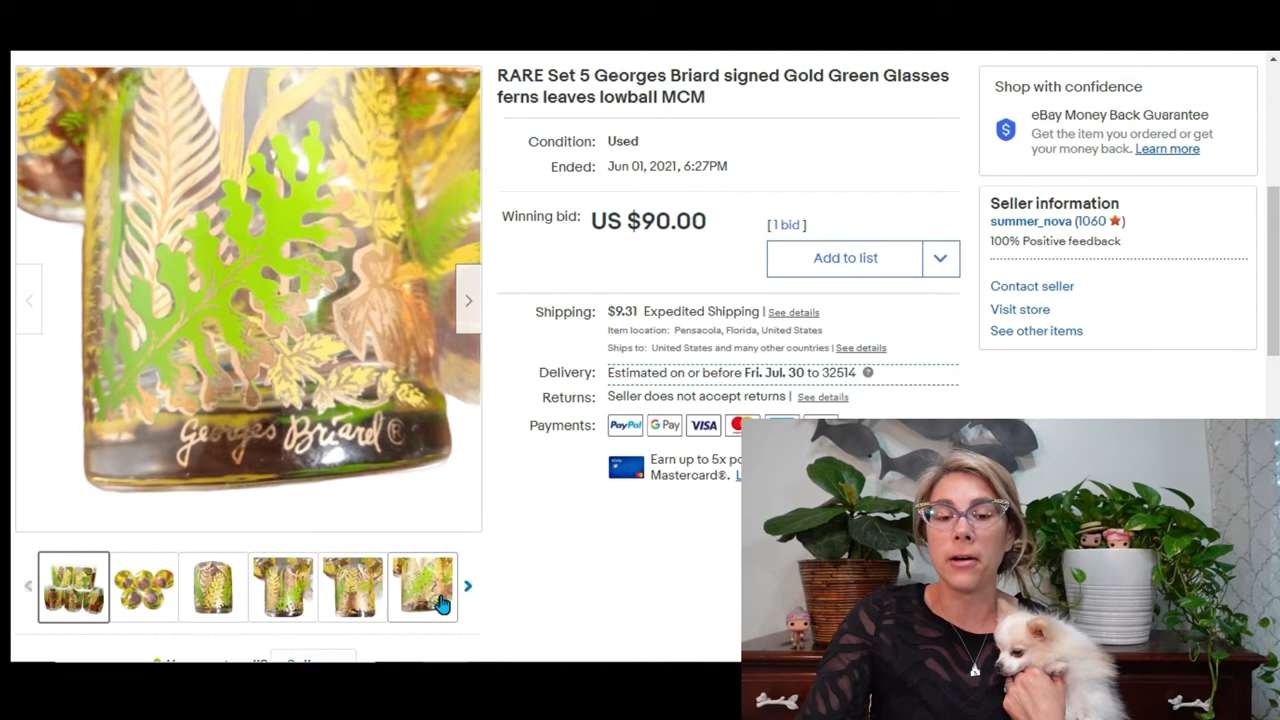 RARE Set 5 Georges Briard signed Gold Green Glasses
ferns leaves lowball MCM
Condition: Used
Ended: Jun 01, 2021, 6:27PM
Winning bid: US $90.00 [ 1 bid ]
Add to list
Shipping: $9.31 Expedited Shipping | See details
Item location: Pensacola, Florida, United States
Ships to: United States and many other countries | See details
Delivery: Estimated on or before Fri. Jul. 30 to 32514
Returns: Seller does not accept returns | See details
Payments: PayPal G Pay VISA
Earn up to 5x po
Mastercard®.
Georges Briard ®
Shop with confidence
eBay Money Back Guarantee
Get the item you ordered or get
your money back. Learn more
Seller information
summer_nova (1060 )
100% Positive feedback
Contact seller
Visit store
See other items